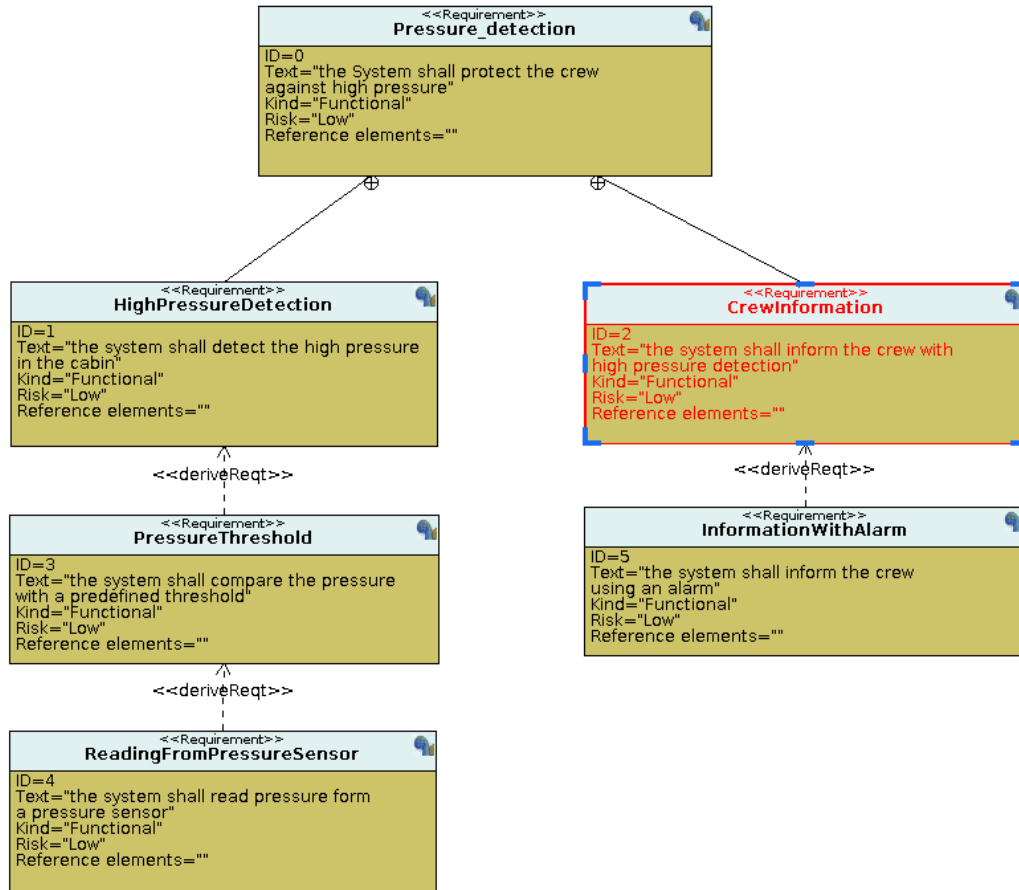 <<Requirement>>
Pressure_detection
ID=0
Text="the System shall protect the crew
against high pressure"
Kind="Functional"
Risk="Low"
Reference elements=""
<<Requirement>>
HighPressureDetection
ID=1
Text="the system shall detect the high pressure
in the cabin"
Kind="Functional"
Risk="Low"
Reference elements=""
<<Requirement>>
CrewInformation
ID=2
Text="the system shall inform the crew with
high pressure detection"
Kind="Functional"
Risk="Low"
Reference elements=""
<<deriveReqt>>
<<deriveReqt>>
<<Requirement>>
PressureThreshold
ID=3
Text="the system shall compare the pressure
with a predefined threshold"
Kind="Functional"
Risk="Low"
Reference elements=""
<<Requirement>>
InformationWithAlarm
ID=5
Text="the system shall inform the crew
using an alarm"
Kind="Functional"
Risk="Low"
Reference elements=""
<<deriveReqt>>
<<Requirement>>
ReadingFromPressureSensor
ID=4
Text="the system shall read pressure form
a pressure sensor"
Kind="Functional"
Risk="Low"
Reference elements=""